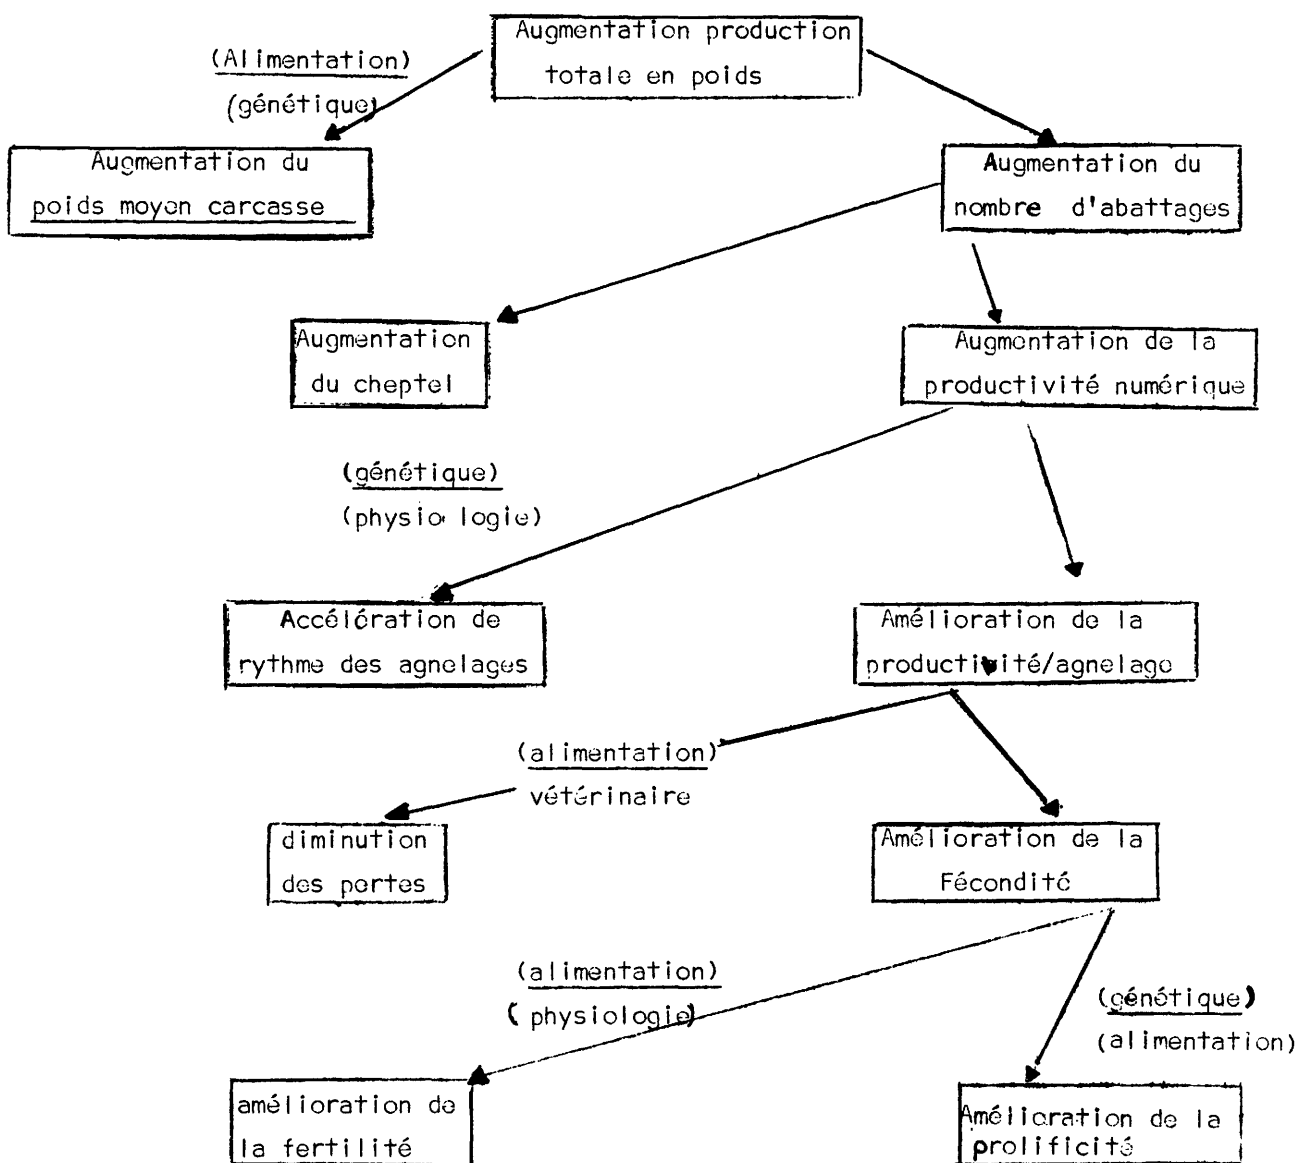 Augmentation production
totale en poids
(Alimentation)
(génétique)
Augmentation du
poids moyen carcasse
Augmentation du
nombre d'abattages
Augmentation
du cheptel
Augmentation de la
productivité numérique
(génétique)
(physio logie)
Accélération de
rythme des agnelages
Amélioration de la
productivité/agnelage
(alimentation)
vétérinaire
diminution
des pertes
Amélioration de la
Fécondité
(alimentation)
(physiologie)
(génétique)
(alimentation)
amélioration de
la fertilité
Amélioration de la
prolificité